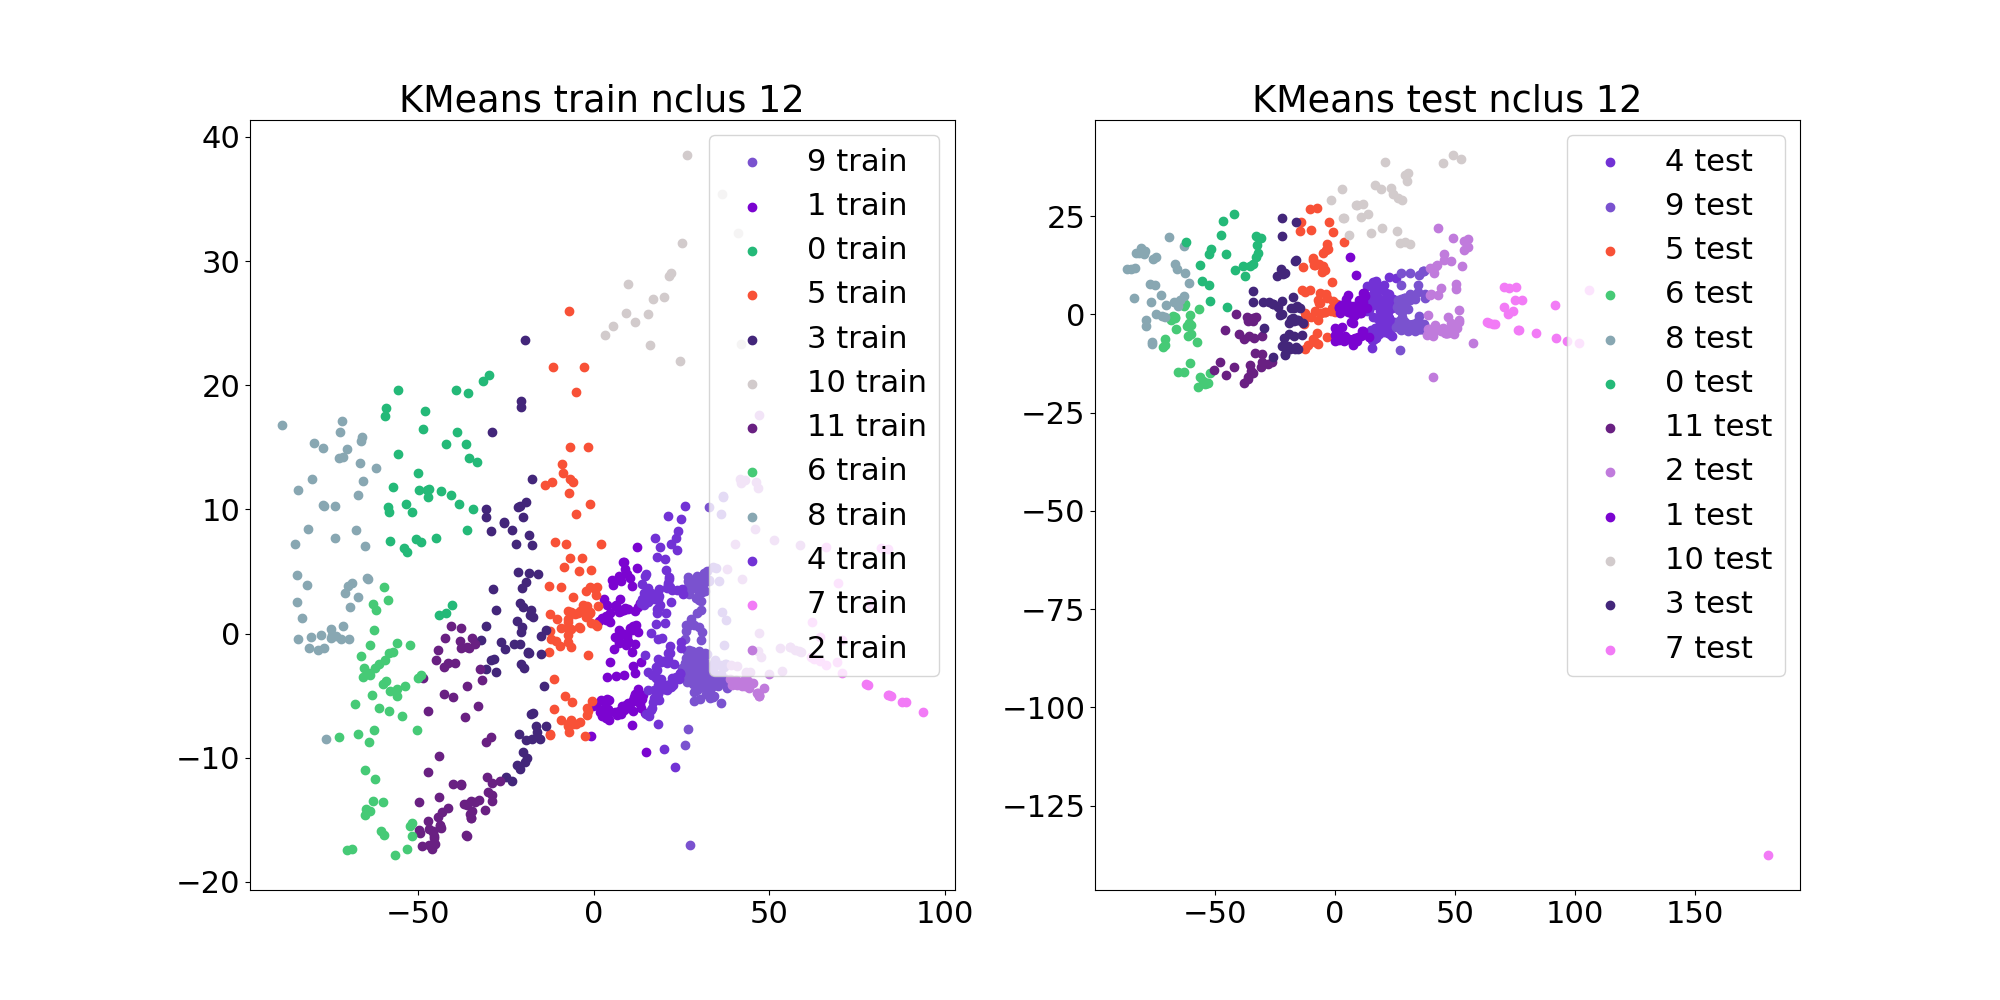 KMeans train nclus 12
40
30
20
10
0
−10
−20
−50
0
50
100
9 train
1 train
0 train
5 train
3 train
10 train
11 train
6 train
8 train
4 train
7 train
2 train
KMeans test nclus 12
25
0
−25
−50
−75
−100
−125
−50
0
50
100
150
4 test
9 test
5 test
6 test
8 test
0 test
11 test
2 test
1 test
10 test
3 test
7 test